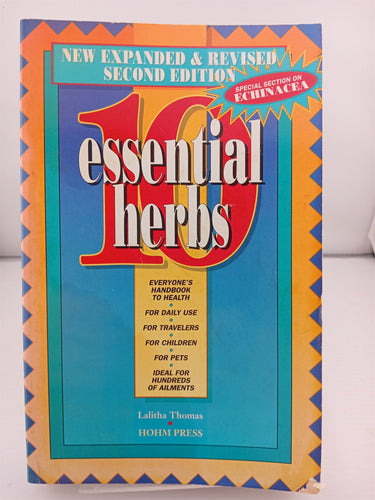 NEW EXPANDED & REVISED
SECOND EDITION
SPECIAL SECTION ON
ECHINACEA
10
essential
herbs
EVERYONE'S
HANDBOOK
TO HEALTH
FOR DAILY USE
FOR TRAVELERS
FOR CHILDREN
FOR PETS
IDEAL FOR
HUNDREDS
OF AILMENTS
Lalitha Thomas
HOHM PRESS